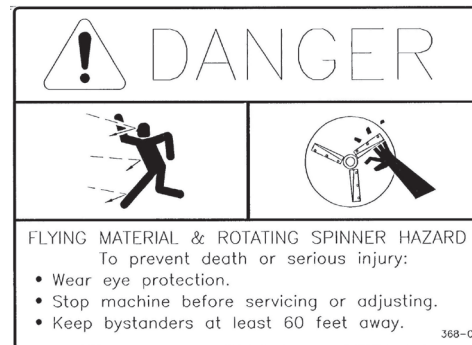 DANGER
FLYING MATERIAL & ROTATING SPINNER HAZARD
To prevent death or serious injury:
• Wear eye protection.
• Stop machine before servicing or adjusting.
• Keep bystanders at least 60 feet away.